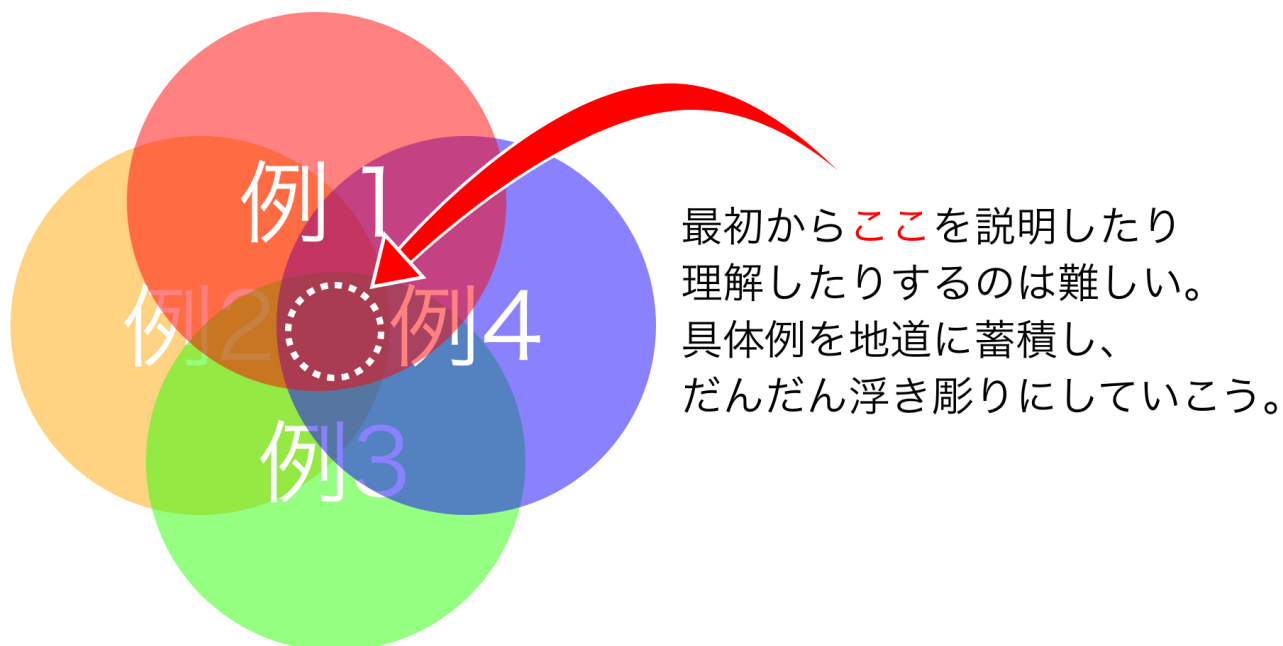 例１
例2
例4
例3
最初からここを説明したり
理解したりするのは難しい。
具体例を地道に蓄積し、
だんだん浮き彫りにしていこう。